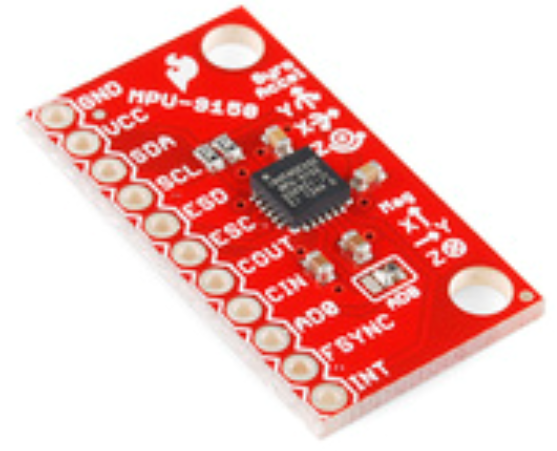 GND
VCC
SDA
SCL
ESD
ESC
COUT
CIN
AD0
FSYNC
INT
MPU-9150
Gyro
Accel
Y
X
Z
Mag
X
Y
Z
AD0